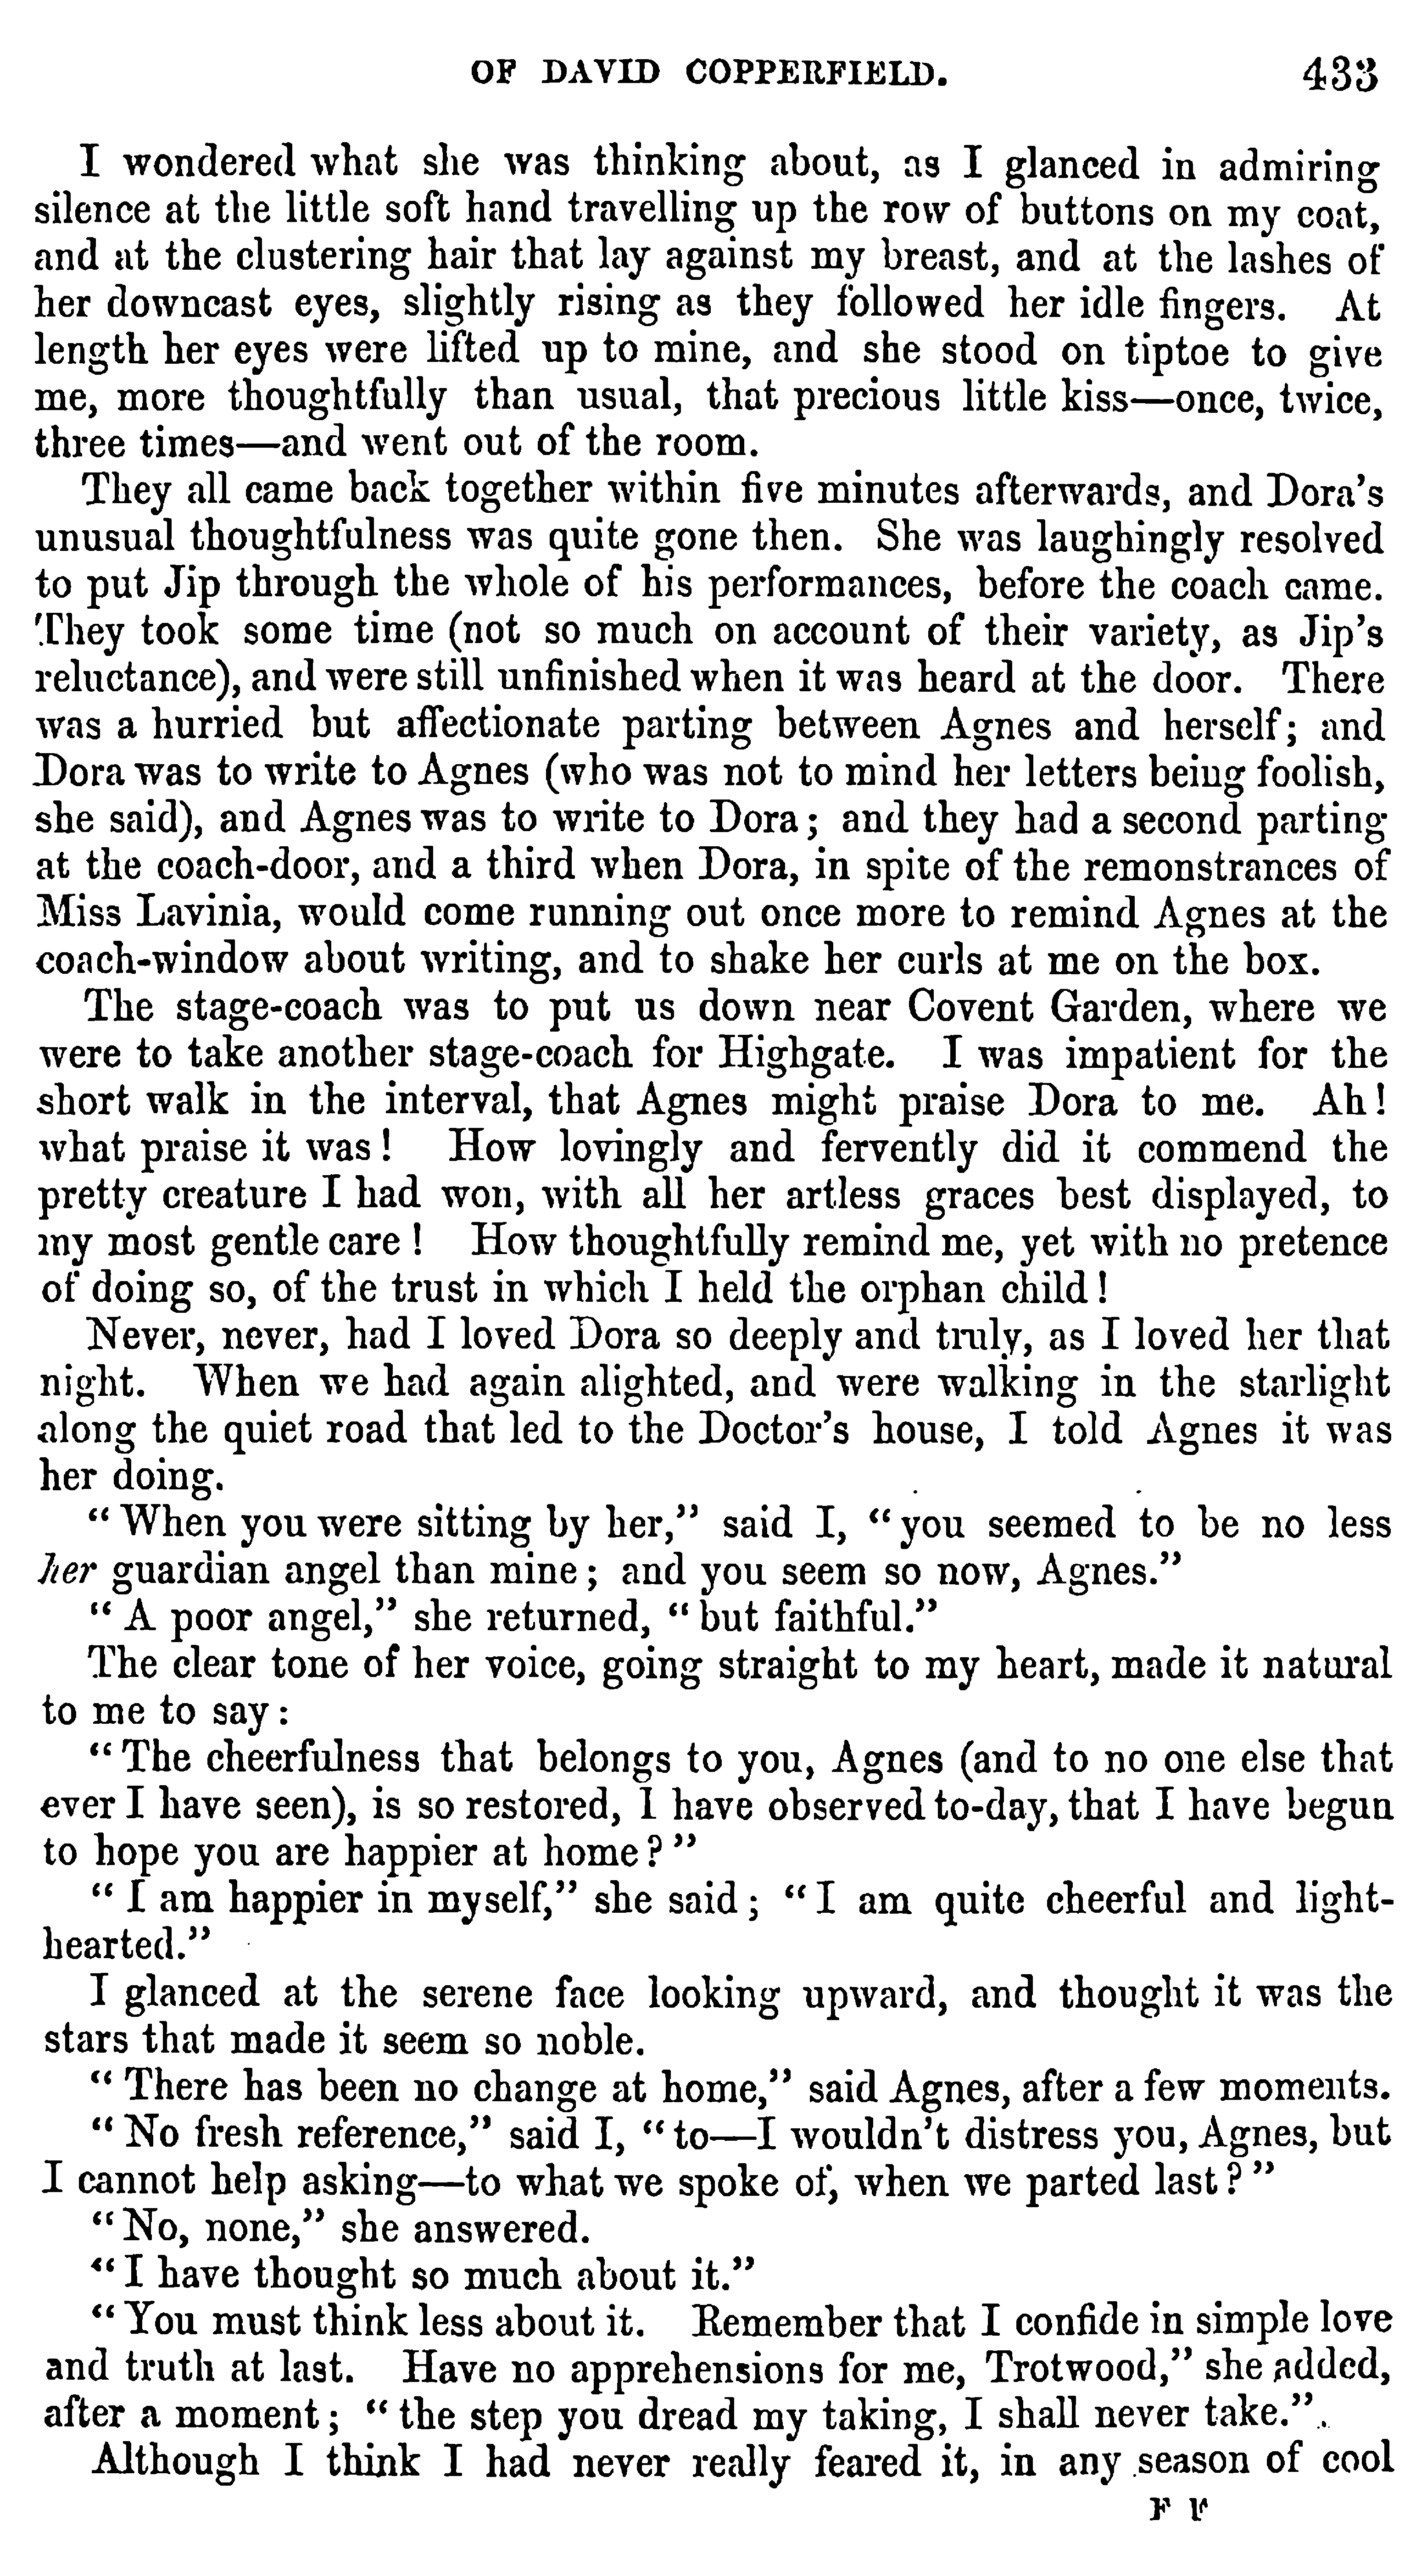 OF DAVID COPPERFIELD. 433
I wondered what she was thinking about, as I glanced in admiring
silence at the little soft hand travelling up the row of buttons on my coat,
and at the clustering hair that lay against my breast, and at the lashes of
her downcast eyes, slightly rising as they followed her idle fingers. At
length her eyes were lifted up to mine, and she stood on tiptoe to give
me, more thoughtfully than usual, that precious little kiss—once, twice,
three times—and went out of the room.
They all came back together within five minutes afterwards, and Dora's
unusual thoughtfulness was quite gone then. She was laughingly resolved
to put Jip through the whole of his performances, before the coach came.
They took some time (not so much on account of their variety, as Jip's
reluctance), and were still unfinished when it was heard at the door. There
was a hurried but affectionate parting between Agnes and herself; and
Dora was to write to Agnes (who was not to mind her letters being foolish,
she said), and Agnes was to write to Dora; and they had a second parting
at the coach-door, and a third when Dora, in spite of the remonstrances of
Miss Lavinia, would come running out once more to remind Agnes at the
coach-window about writing, and to shake her curls at me on the box.
The stage-coach was to put us down near Covent Garden, where we
were to take another stage-coach for Highgate. I was impatient for the
short walk in the interval, that Agnes might praise Dora to me. Ah!
what praise it was! How lovingly and fervently did it commend the
pretty creature I had won, with all her artless graces best displayed, to
my most gentle care! How thoughtfully remind me, yet with no pretence
of doing so, of the trust in which I held the orphan child!
Never, never, had I loved Dora so deeply and truly, as I loved her that
night. When we had again alighted, and were walking in the starlight
along the quiet road that led to the Doctor's house, I told Agnes it was
her doing.
"When you were sitting by her," said I, "you seemed to be no less
her guardian angel than mine; and you seem so now, Agnes."
"A poor angel," she returned, "but faithful."
The clear tone of her voice, going straight to my heart, made it natural
to me to say:
"The cheerfulness that belongs to you, Agnes (and to no one else that
ever I have seen), is so restored, I have observed to-day, that I have begun
to hope you are happier at home?"
"I am happier in myself," she said; "I am quite cheerful and light-
hearted."
I glanced at the serene face looking upward, and thought it was the
stars that made it seem so noble.
"There has been no change at home," said Agnes, after a few moments.
"No fresh reference," said I, "to—I wouldn't distress you, Agnes, but
I cannot help asking—to what we spoke of, when we parted last?"
"No, none," she answered.
"I have thought so much about it."
"You must think less about it. Remember that I confide in simple love
and truth at last. Have no apprehensions for me, Trotwood," she added,
after a moment; "the step you dread my taking, I shall never take."
Although I think I had never really feared it, in any season of cool
F F